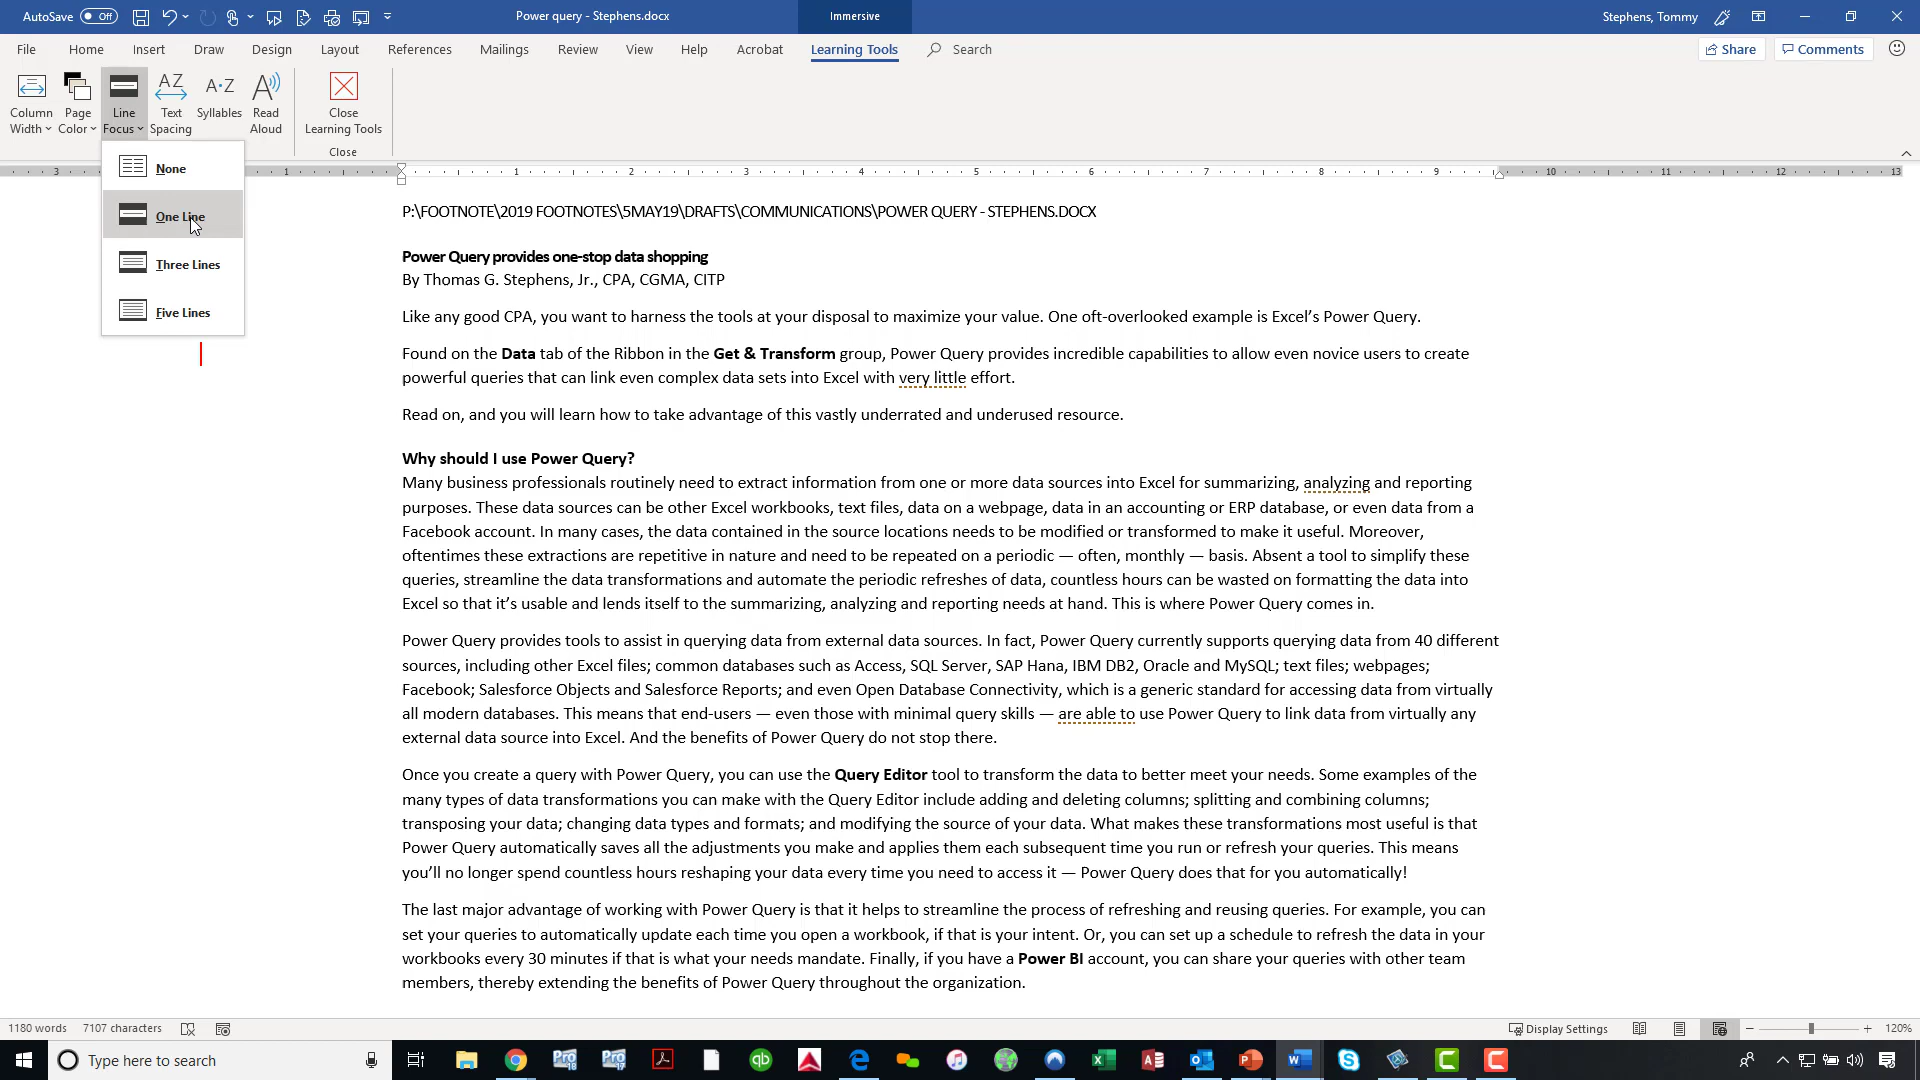 AutoSave Off
Power query - Stephens.docx
Immersive
Stephens, Tommy
File Home Insert Draw Design Layout References Mailings Review View Help Acrobat Learning Tools Search Share Comments
Column Width
Page Color
Line Focus
Text Spacing
Syllables
Read Aloud
Close Learning Tools
Close
None
One Line
Three Lines
Five Lines
3 1 1 2 3 4 5 6 7 8 9 10 11 12 13
P:\FOOTNOTE\2019 FOOTNOTES\5MAY19\DRAFTS\COMMUNICATIONS\POWER QUERY - STEPHENS.DOCX
Power Query provides one-stop data shopping
By Thomas G. Stephens, Jr., CPA, CGMA, CITP
Like any good CPA, you want to harness the tools at your disposal to maximize your value. One oft-overlooked example is Excel’s Power Query.
Found on the Data tab of the Ribbon in the Get & Transform group, Power Query provides incredible capabilities to allow even novice users to create
powerful queries that can link even complex data sets into Excel with very little effort.
Read on, and you will learn how to take advantage of this vastly underrated and underused resource.
Why should I use Power Query?
Many business professionals routinely need to extract information from one or more data sources into Excel for summarizing, analyzing and reporting
purposes. These data sources can be other Excel workbooks, text files, data on a webpage, data in an accounting or ERP database, or even data from a
Facebook account. In many cases, the data contained in the source locations needs to be modified or transformed to make it useful. Moreover,
oftentimes these extractions are repetitive in nature and need to be repeated on a periodic — often, monthly — basis. Absent a tool to simplify these
queries, streamline the data transformations and automate the periodic refreshes of data, countless hours can be wasted on formatting the data into
Excel so that it’s usable and lends itself to the summarizing, analyzing and reporting needs at hand. This is where Power Query comes in.
Power Query provides tools to assist in querying data from external data sources. In fact, Power Query currently supports querying data from 40 different
sources, including other Excel files; common databases such as Access, SQL Server, SAP Hana, IBM DB2, Oracle and MySQL; text files; webpages;
Facebook; Salesforce Objects and Salesforce Reports; and even Open Database Connectivity, which is a generic standard for accessing data from virtually
all modern databases. This means that end-users — even those with minimal query skills — are able to use Power Query to link data from virtually any
external data source into Excel. And the benefits of Power Query do not stop there.
Once you create a query with Power Query, you can use the Query Editor tool to transform the data to better meet your needs. Some examples of the
many types of data transformations you can make with the Query Editor include adding and deleting columns; splitting and combining columns;
transposing your data; changing data types and formats; and modifying the source of your data. What makes these transformations most useful is that
Power Query automatically saves all the adjustments you make and applies them each subsequent time you run or refresh your queries. This means
you’ll no longer spend countless hours reshaping your data every time you need to access it — Power Query does that for you automatically!
The last major advantage of working with Power Query is that it helps to streamline the process of refreshing and reusing queries. For example, you can
set your queries to automatically update each time you open a workbook, if that is your intent. Or, you can set up a schedule to refresh the data in your
workbooks every 30 minutes if that is what your needs mandate. Finally, if you have a Power BI account, you can share your queries with other team
members, thereby extending the benefits of Power Query throughout the organization.
1180 words 7107 characters
Display Settings
120%
Type here to search